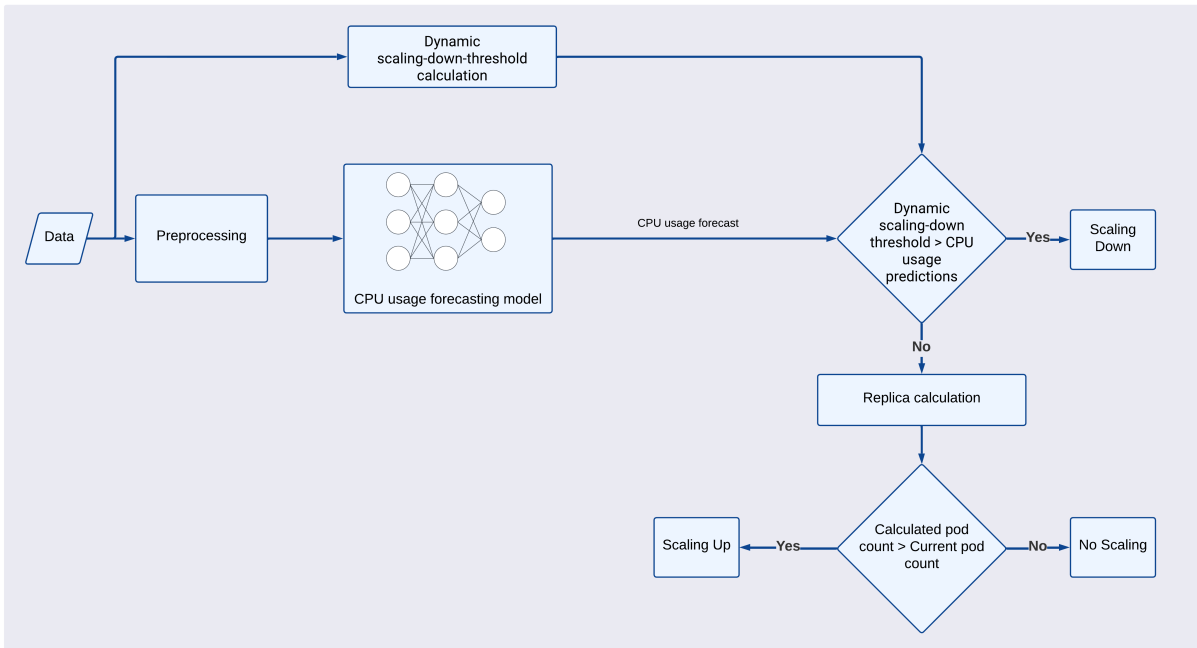 Dynamic
scaling-down-threshold
calculation
Data
Preprocessing
CPU usage forecasting model
CPU usage forecast
Dynamic
scaling-down
threshold > CPU
usage
predictions
Yes
Scaling
Down
No
Replica calculation
Calculated pod
count > Current pod
count
Yes
Scaling Up
No
No Scaling